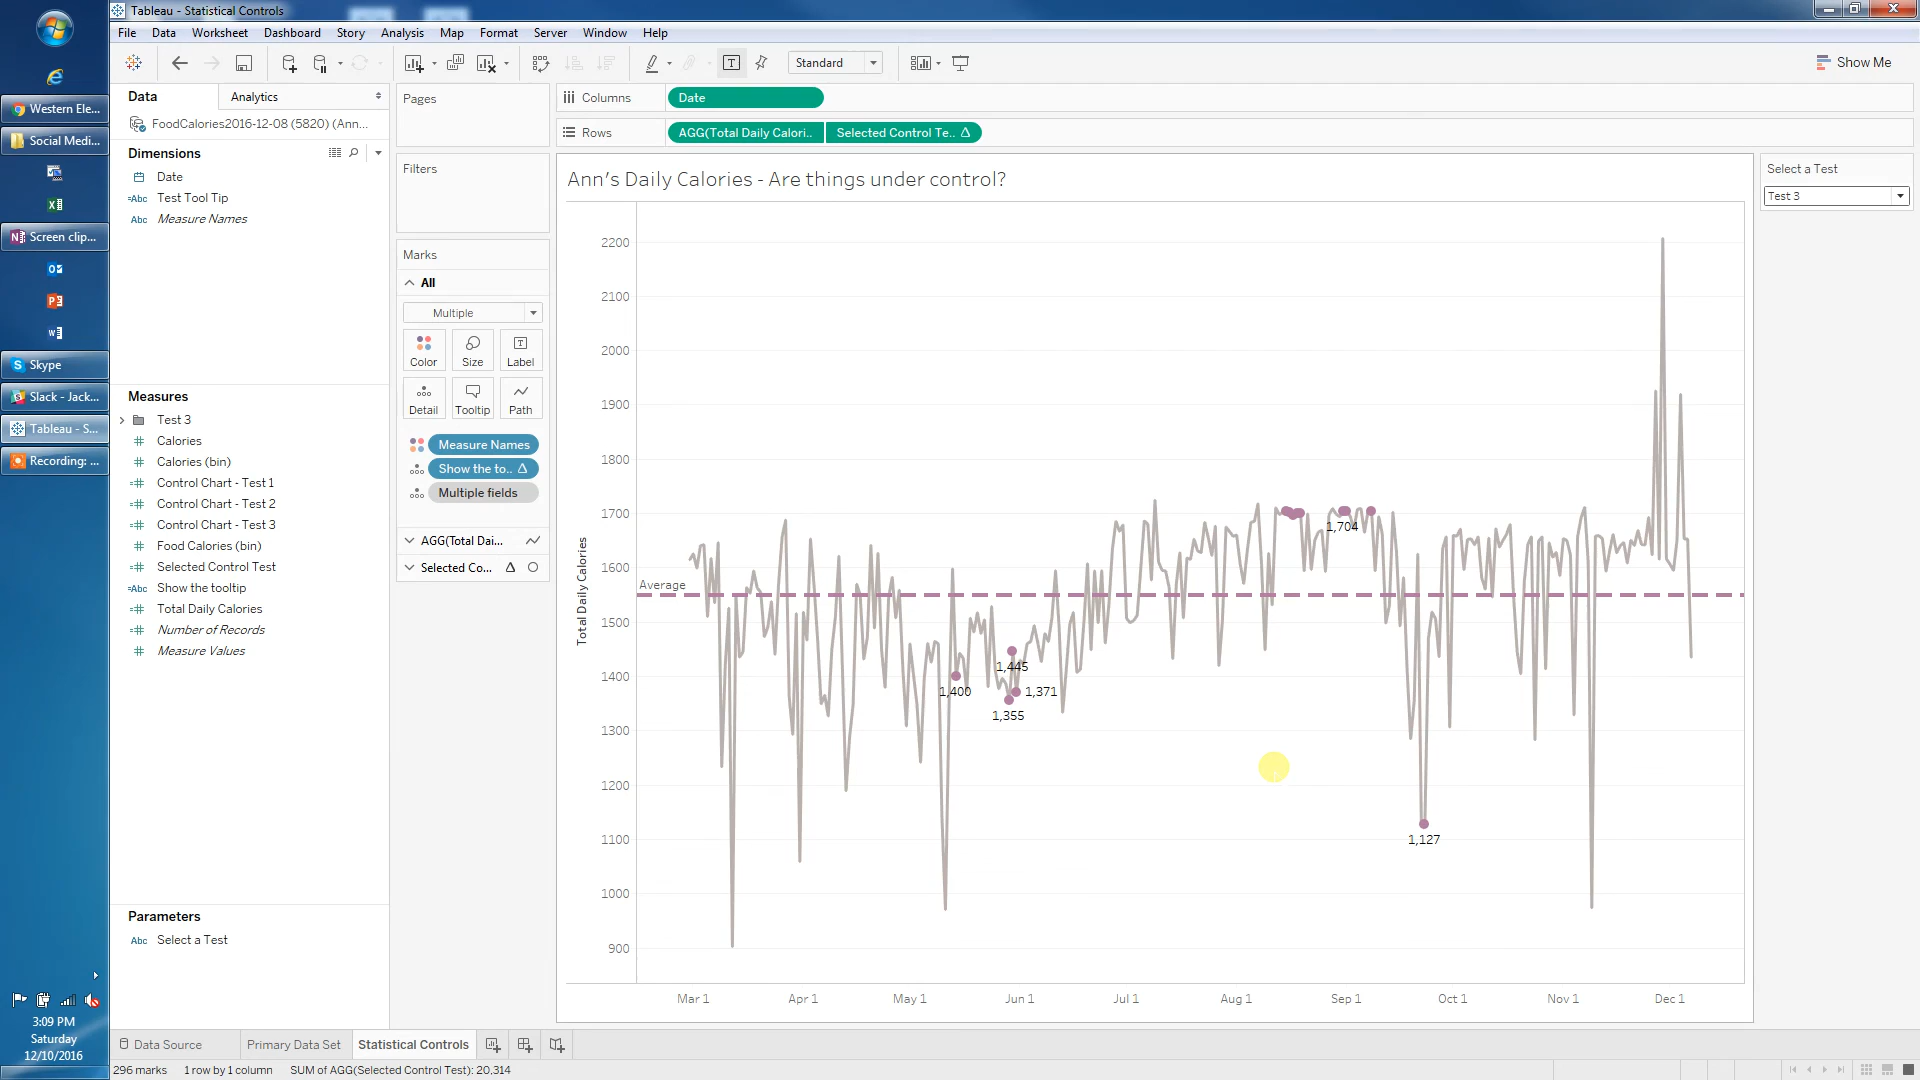 Tableau - Statistical Controls
File Data Worksheet Dashboard Story Analysis Map Format Server Window Help
Standard
Show Me
Western Ele...
Social Medi...
Screen clip...
Skype
Slack - Jack...
Tableau - S...
Recording: ...
3:09 PM
Saturday
12/10/2016
Data
Analytics
FoodCalories2016-12-08 (5820) (Ann...
Dimensions
Date
=Abc Test Tool Tip
Abc Measure Names
Measures
Test 3
Calories
Calories (bin)
Control Chart - Test 1
Control Chart - Test 2
Control Chart - Test 3
Food Calories (bin)
Selected Control Test
=Abc Show the tooltip
Total Daily Calories
Number of Records
Measure Values
Parameters
Abc Select a Test
Pages
Filters
Marks
All
Multiple
Color Size Label
Detail Tooltip Path
Measure Names
Show the to.. Δ
Multiple fields
AGG(Total Dai...
Selected Co... Δ
Columns
Date
Rows
AGG(Total Daily Calori..
Selected Control Te.. Δ
Ann's Daily Calories - Are things under control?
Total Daily Calories
2200
2100
2000
1900
1800
1700
1600
1500
1400
1300
1200
1100
1000
900
Average
1,400
1,445
1,371
1,355
1,704
1,127
Mar 1 Apr 1 May 1 Jun 1 Jul 1 Aug 1 Sep 1 Oct 1 Nov 1 Dec 1
Select a Test
Test 3
Data Source
Primary Data Set
Statistical Controls
296 marks 1 row by 1 column SUM of AGG(Selected Control Test): 20,314